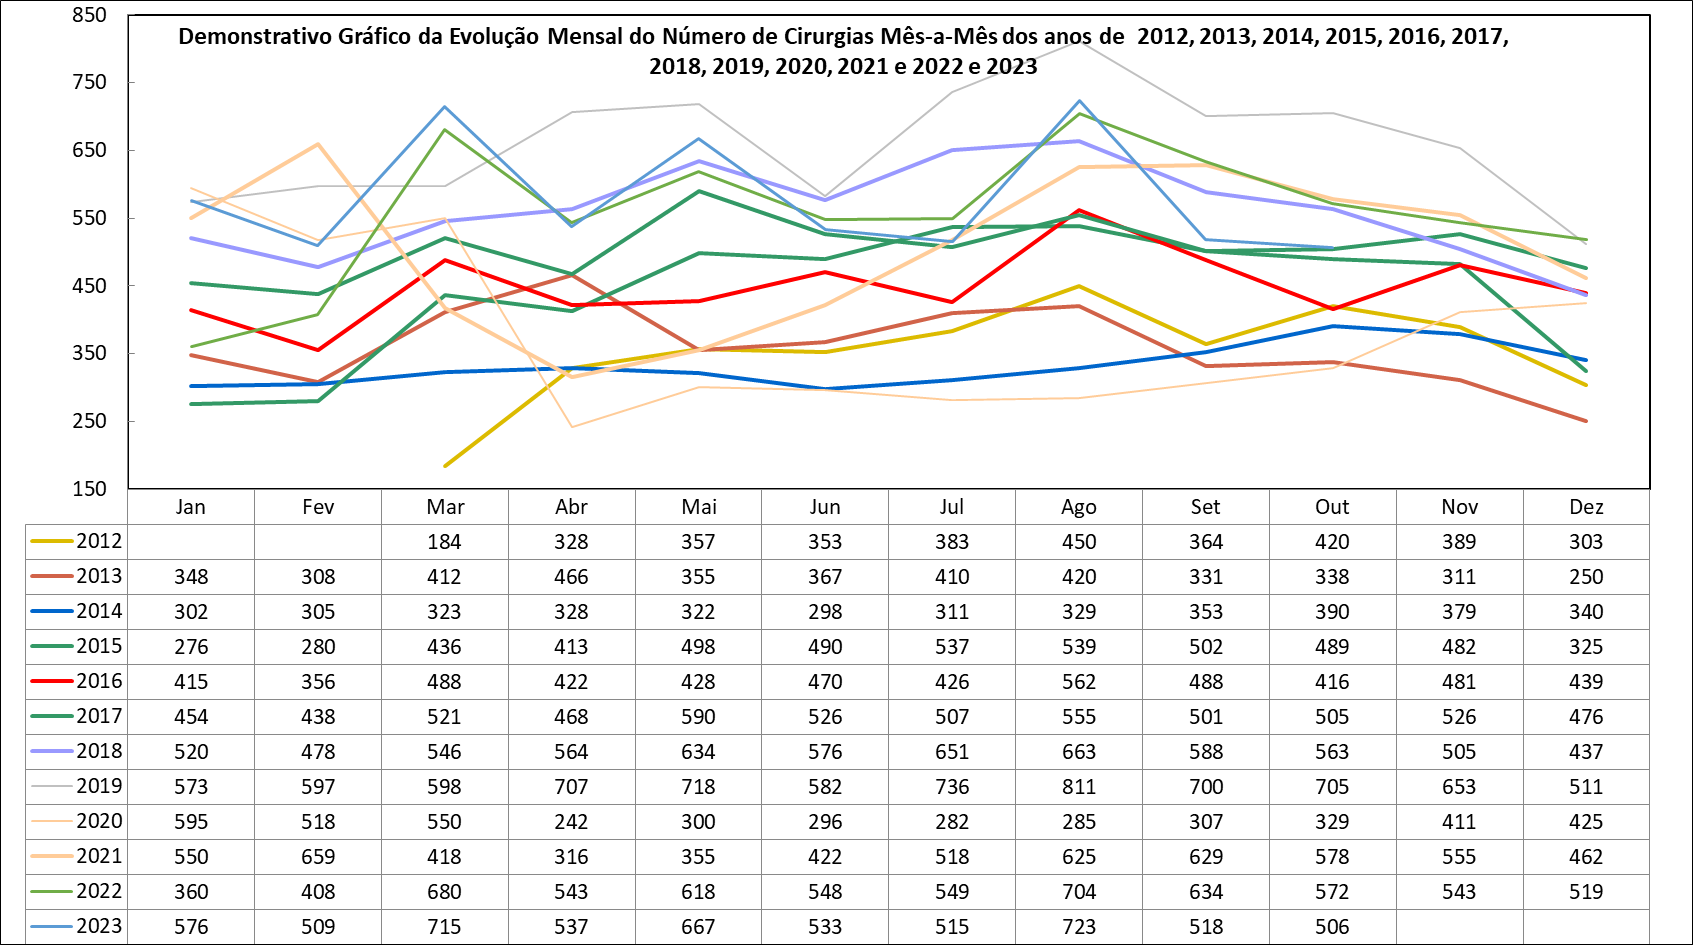 850
Demonstrativo Gráfico da Evolução Mensal do Número de Cirurgias Mês-a-Mês dos anos de 2012, 2013, 2014, 2015, 2016, 2017,
2018, 2019, 2020, 2021 e 2022 e 2023
750
650
550
450
350
250
150
Jan Fev Mar Abr Mai Jun Jul Ago Set Out Nov Dez
2012 184 328 357 353 383 450 364 420 389 303
2013 348 308 412 466 355 367 410 420 331 338 311 250
2014 302 305 323 328 322 298 311 329 353 390 379 340
2015 276 280 436 413 498 490 537 539 502 489 482 325
2016 415 356 488 422 428 470 426 562 488 416 481 439
2017 454 438 521 468 590 526 507 555 501 505 526 476
2018 520 478 546 564 634 576 651 663 588 563 505 437
2019 573 597 598 707 718 582 736 811 700 705 653 511
2020 595 518 550 242 300 296 282 285 307 329 411 425
2021 550 659 418 316 355 422 518 625 629 578 555 462
2022 360 408 680 543 618 548 549 704 634 572 543 519
2023 576 509 715 537 667 533 515 723 518 506